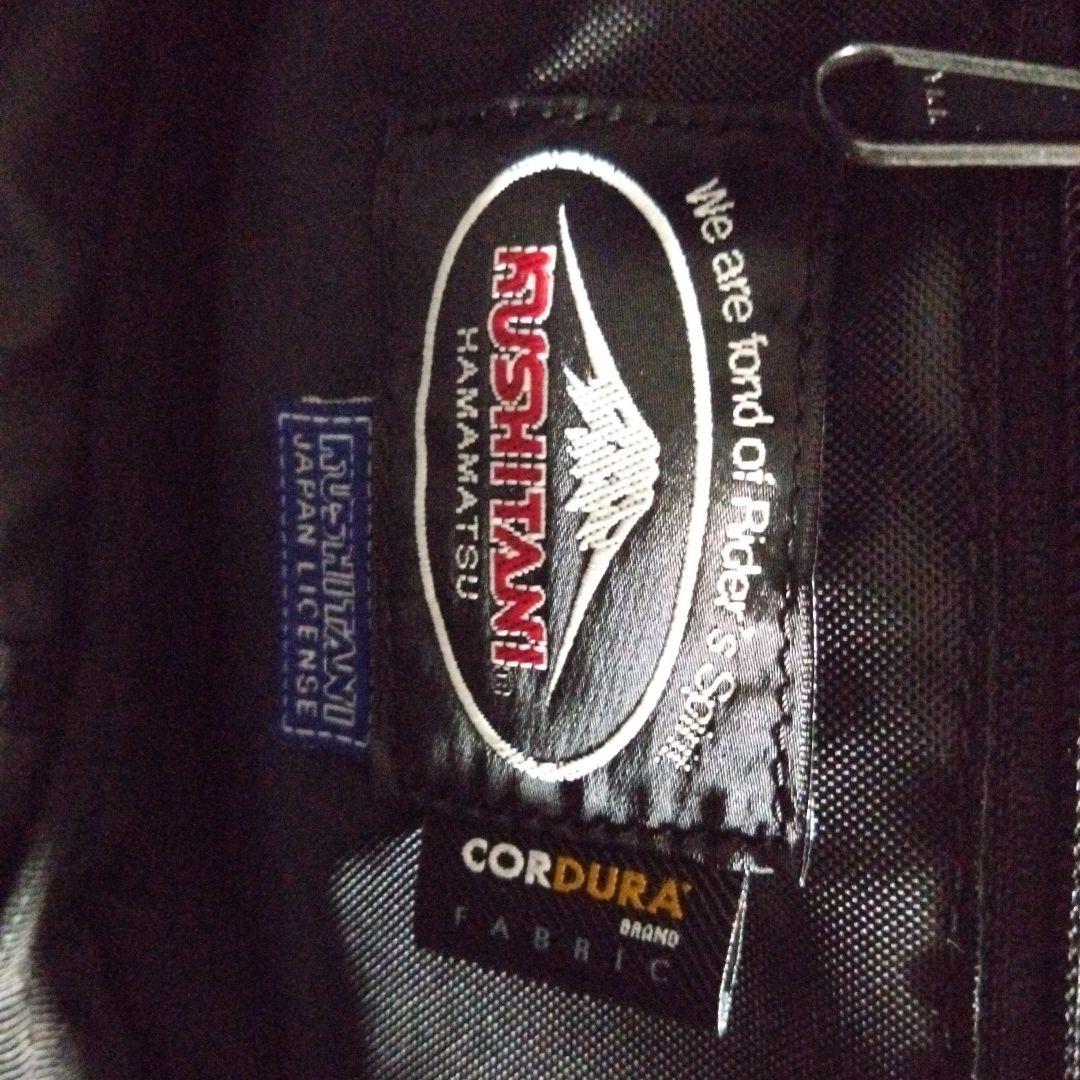 We are fond of Rider's Spirit
KUSHITANI
HAMAMATSU
KUSHITANI
JAPAN LICENSE
CORDURA
BRAND
FABRIC